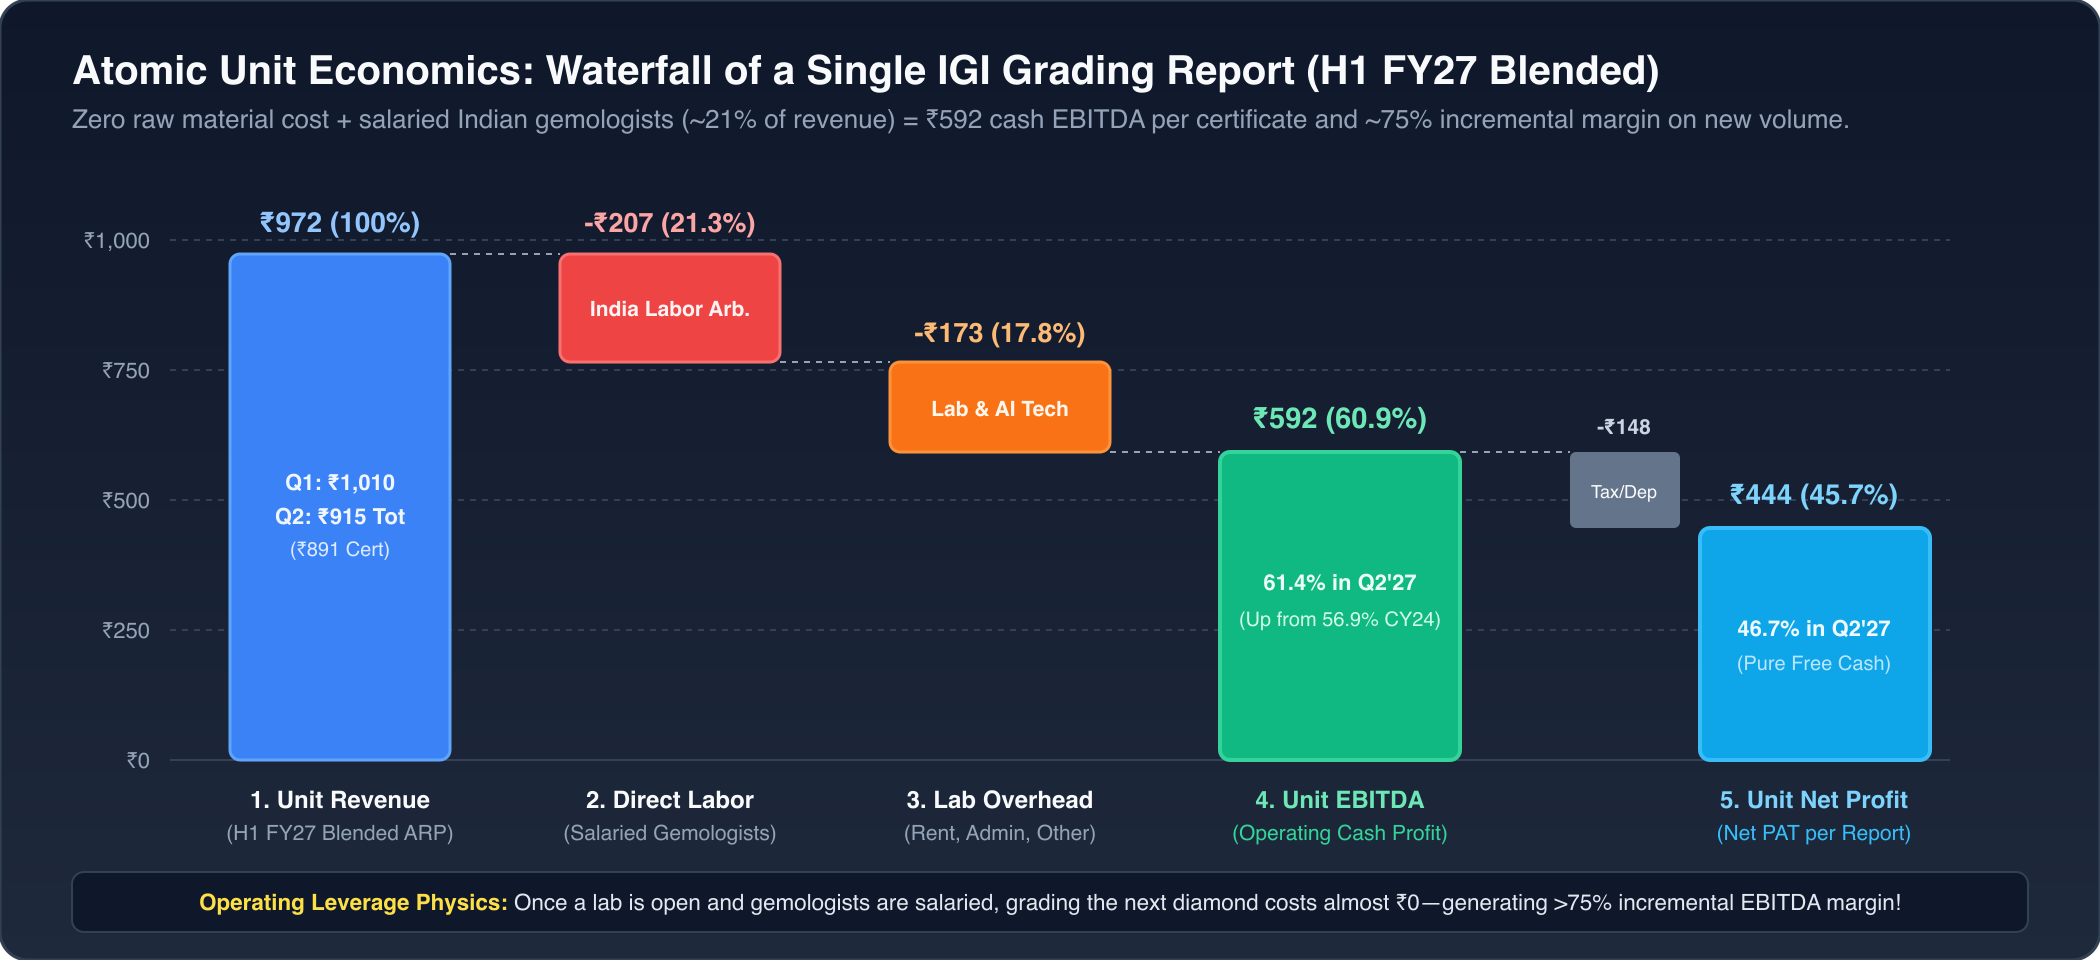 Atomic Unit Economics: Waterfall of a Single IGI Grading Report (H1 FY27 Blended)
Zero raw material cost + salaried Indian gemologists (~21% of revenue) = ₹592 cash EBITDA per certificate and ~75% incremental margin on new volume.
₹1,000
₹750
₹500
₹250
₹0
₹972 (100%)
Q1: ₹1,010
Q2: ₹915 Tot
(₹891 Cert)
-₹207 (21.3%)
India Labor Arb.
-₹173 (17.8%)
Lab & AI Tech
₹592 (60.9%)
61.4% in Q2'27
(Up from 56.9% CY24)
-₹148
Tax/Dep
₹444 (45.7%)
46.7% in Q2'27
(Pure Free Cash)
1. Unit Revenue
(H1 FY27 Blended ARP)
2. Direct Labor
(Salaried Gemologists)
3. Lab Overhead
(Rent, Admin, Other)
4. Unit EBITDA
(Operating Cash Profit)
5. Unit Net Profit
(Net PAT per Report)
Operating Leverage Physics: Once a lab is open and gemologists are salaried, grading the next diamond costs almost ₹0—generating >75% incremental EBITDA margin!